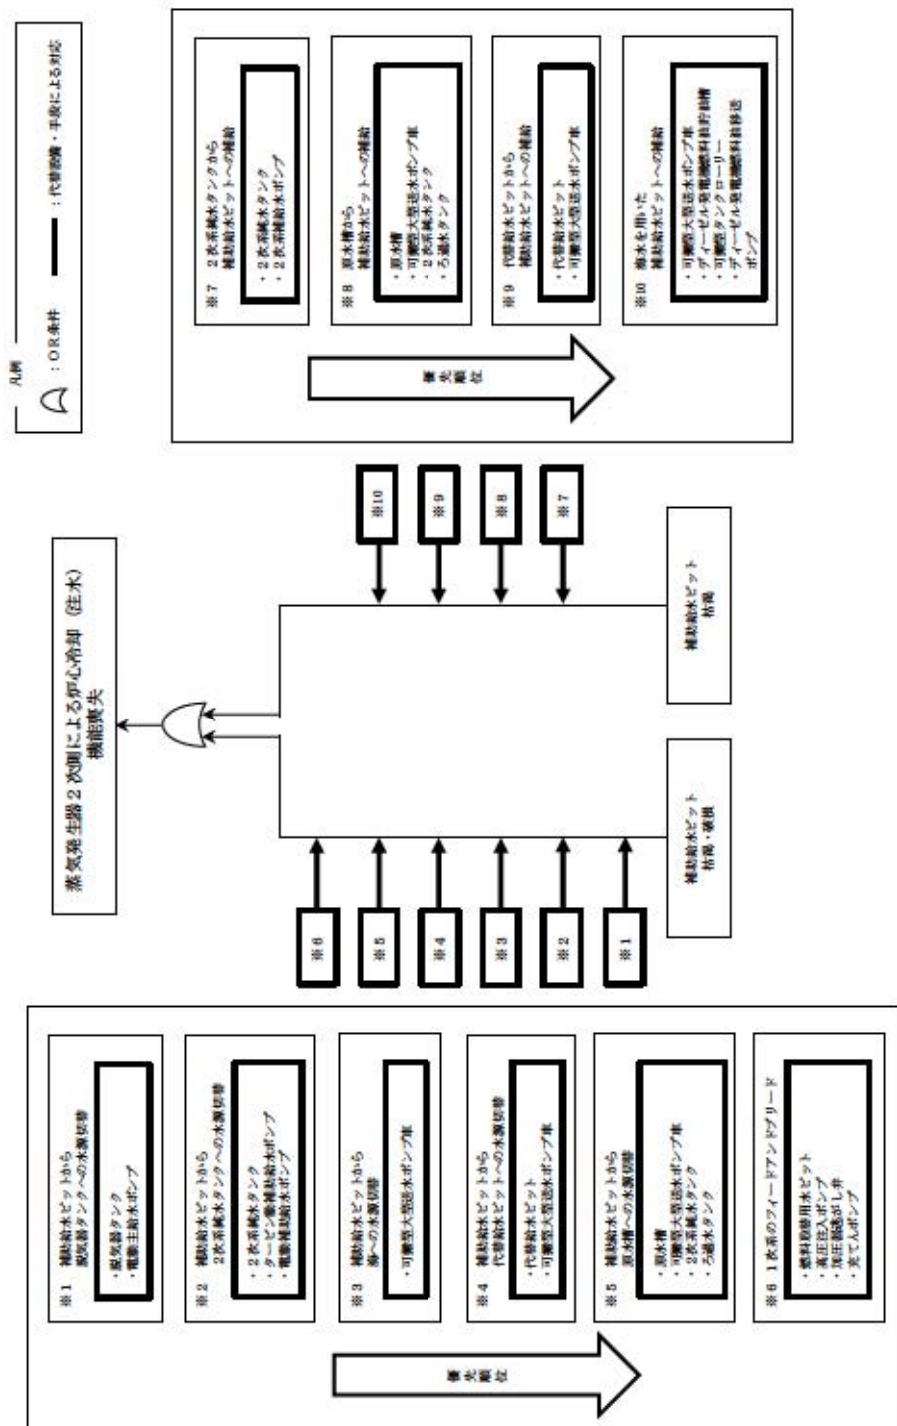 蒸気発生器２次側による炉心冷却（注水）
機能喪失
凡例
：ＯＲ条件
：代替設備・手段による対応
※1 補助給水ピットから
脱気器タンクへの水源切替
・脱気器タンク
・電動主給水ポンプ
※2 補助給水ピットから
２次系純水タンクへの水源切替
・２次系純水タンク
・タービン動補助給水ポンプ
・電動補助給水ポンプ
※3 補助給水ピットから
海への水源切替
・可搬型大型送水ポンプ車
※4 補助給水ピットから
代替給水ピットへの水源切替
・代替給水ピット
・可搬型大型送水ポンプ車
※5 補助給水ピットから
原水槽への水源切替
・原水槽
・可搬型大型送水ポンプ車
・２次系純水タンク
・ろ過水タンク
※6 １次系のフィードアンドブリード
・燃料取替用水ピット
・高圧注入ポンプ
・加圧器逃がし弁
・充てんポンプ
優先順位
※6
※5
※4
※3
※2
※1
補助給水ピット
枯渇・破損
補助給水ピット
枯渇
※10
※9
※8
※7
※7 ２次系純水タンクから
補助給水ピットへの補給
・２次系純水タンク
・２次系補給水ポンプ
※8 原水槽から
補助給水ピットへの補給
・原水槽
・可搬型大型送水ポンプ車
・２次系純水タンク
・ろ過水タンク
※9 代替給水ピットから
補助給水ピットへの補給
・代替給水ピット
・可搬型大型送水ポンプ車
※10 海水を用いた
補助給水ピットへの補給
・可搬型大型送水ポンプ車
・ディーゼル発電機燃料油貯油槽
・可搬型タンクローリー
・ディーゼル発電機燃料油移送
ポンプ
優先順位